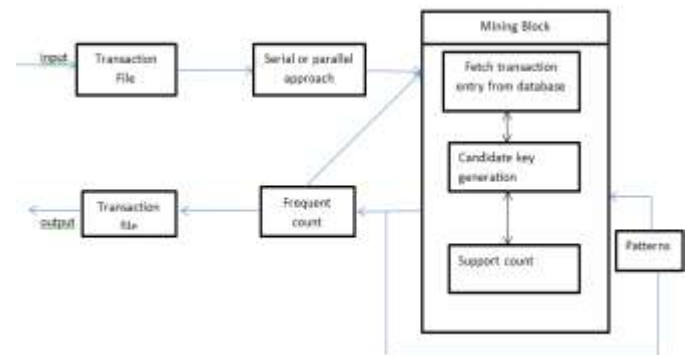 Mining Block
input
Transaction
File
Serial or parallel
approach
Fetch transaction
entry from database
Candidate key
generation
Transaction
file
output
Frequent
count
Support count
Patterns